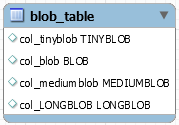 blob_table
col_tinyblob TINYBLOB
col_blob BLOB
col_mediumblob MEDIUMBLOB
col_LONGBLOB LONGBLOB